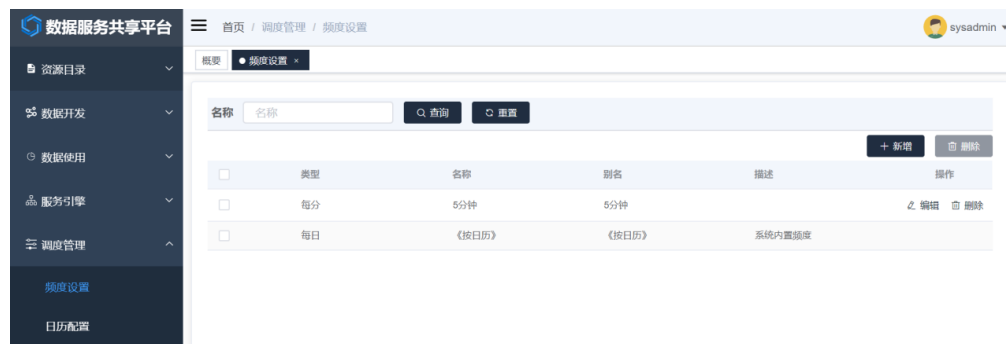 数据服务共享平台
首页 / 调度管理 / 频度设置
sysadmin
资源目录
概要
频度设置 ×
数据开发
名称 名称 查询 重置
数据使用
+ 新增 删除
类型 名称 别名 描述 操作
服务引擎
每分 5分钟 5分钟 编辑 删除
每日 《按日历》 《按日历》 系统内置频度
调度管理
频度设置
日历配置